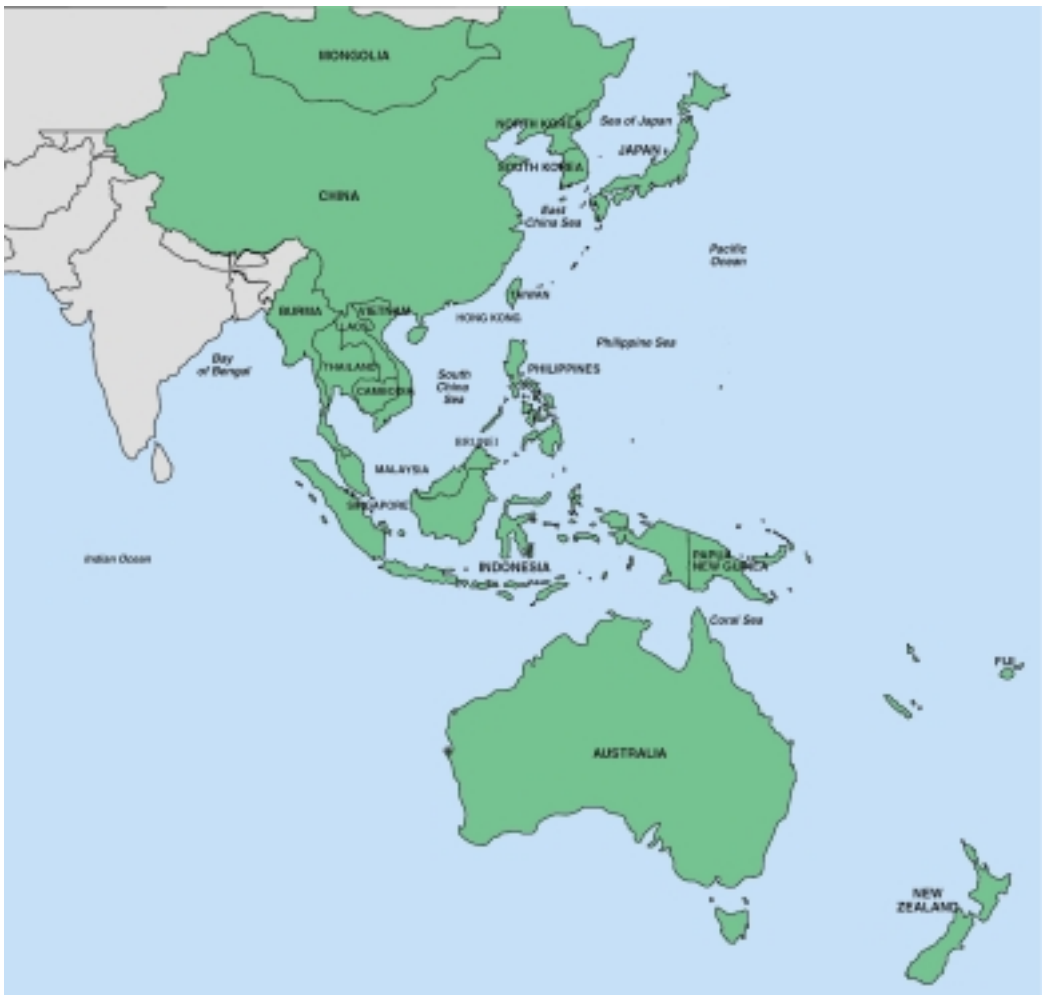 MONGOLIA
NORTH KOREA
Sea of Japan
JAPAN
SOUTH KOREA
CHINA
East
China Sea
Pacific
Ocean
TAIWAN
BURMA
VIETNAM
HONG KONG
LAOS
Philippine Sea
Bay
of Bengal
THAILAND
PHILIPPINES
South
China
Sea
CAMBODIA
BRUNEI
MALAYSIA
SINGAPORE
Indian Ocean
INDONESIA
PAPUA
NEW GUINEA
Coral Sea
FIJI
AUSTRALIA
NEW
ZEALAND